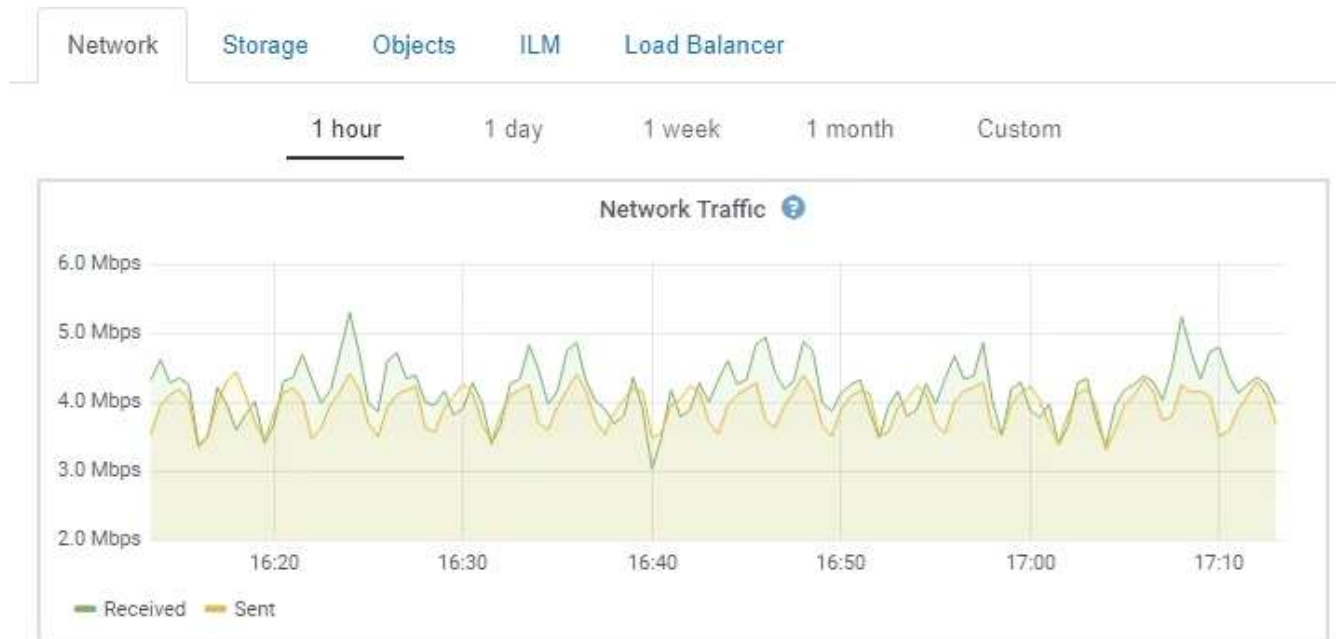 Network Storage Objects ILM Load Balancer
1 hour 1 day 1 week 1 month Custom
Network Traffic ?
6.0 Mbps
5.0 Mbps
4.0 Mbps
3.0 Mbps
2.0 Mbps
16:20 16:30 16:40 16:50 17:00 17:10
Received Sent